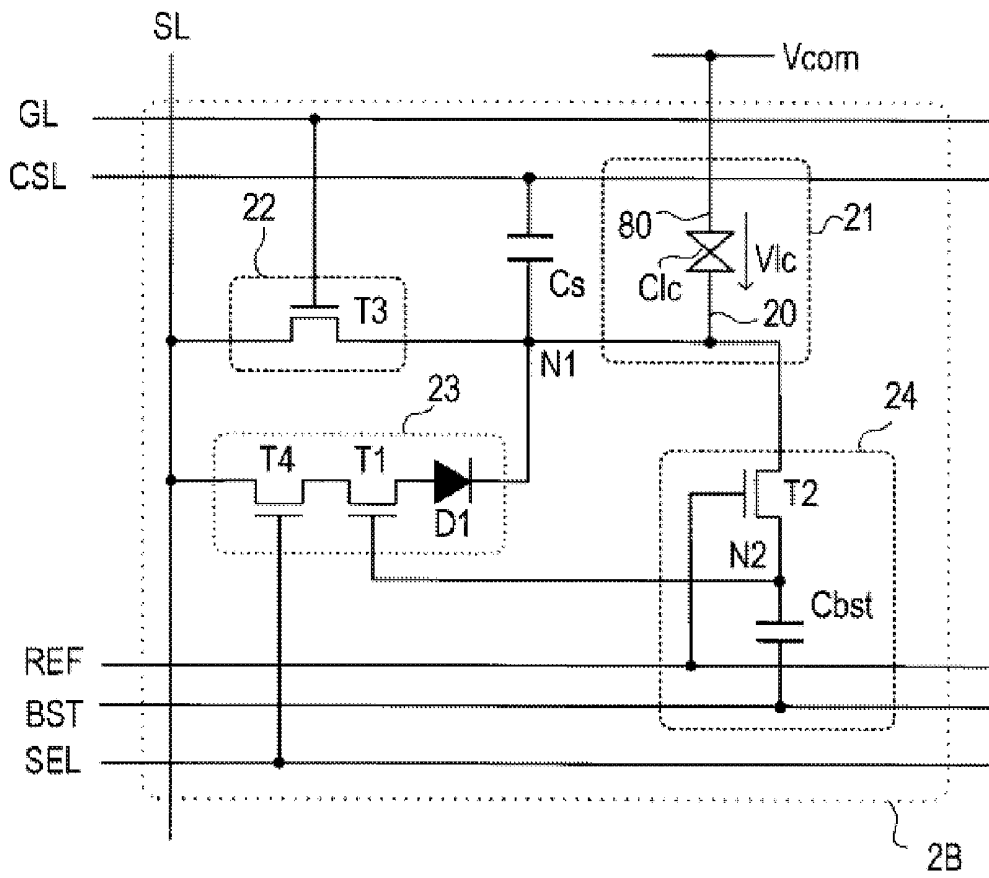 SL
Vcom
GL
CSL
22
80
21
Clc
Vlc
Cs
T3
20
N1
23
24
T4
T1
D1
T2
N2
Cbst
REF
BST
SEL
2B